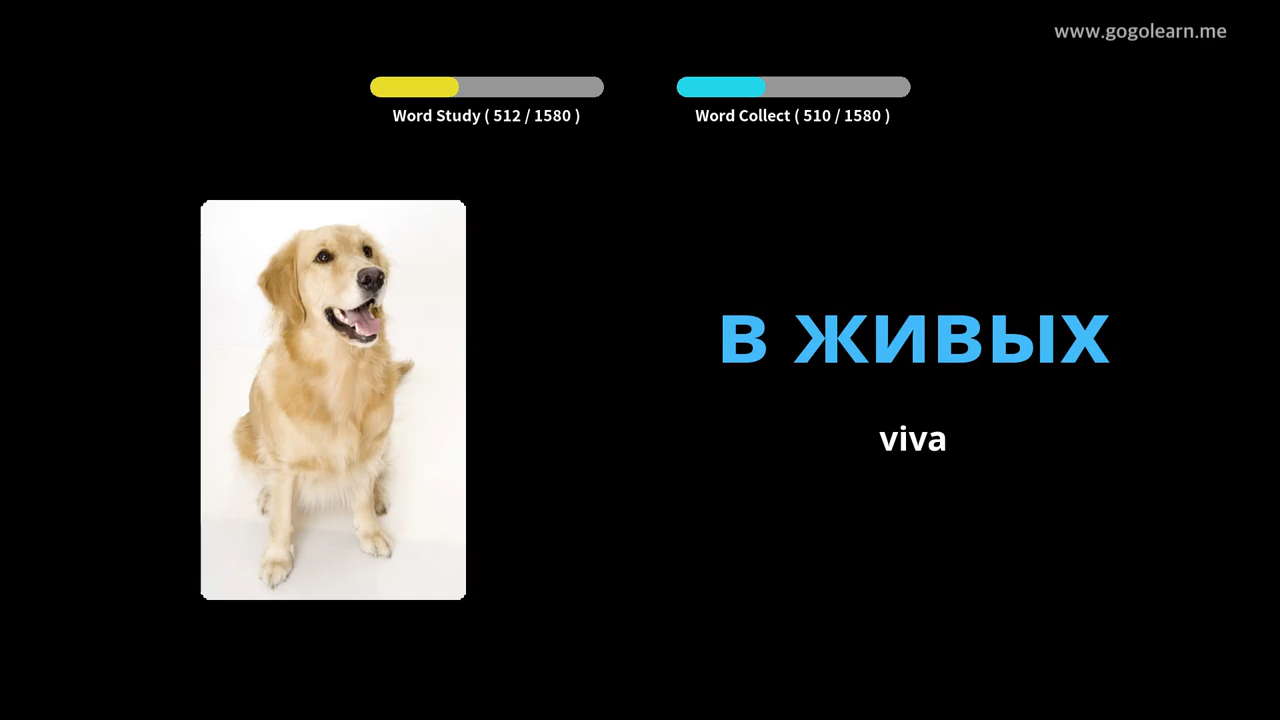 www.gogolearn.me
Word Study ( 512 / 1580 )
Word Collect ( 510 / 1580 )
в живых
viva